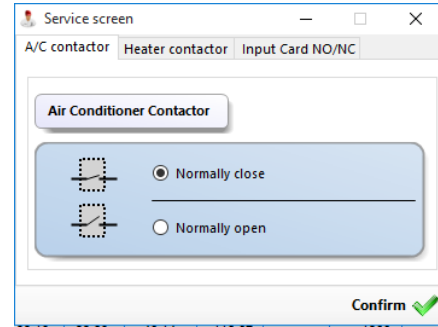 Service screen
A/C contactor Heater contactor Input Card NO/NC
Air Conditioner Contactor
Normally close
Normally open
Confirm